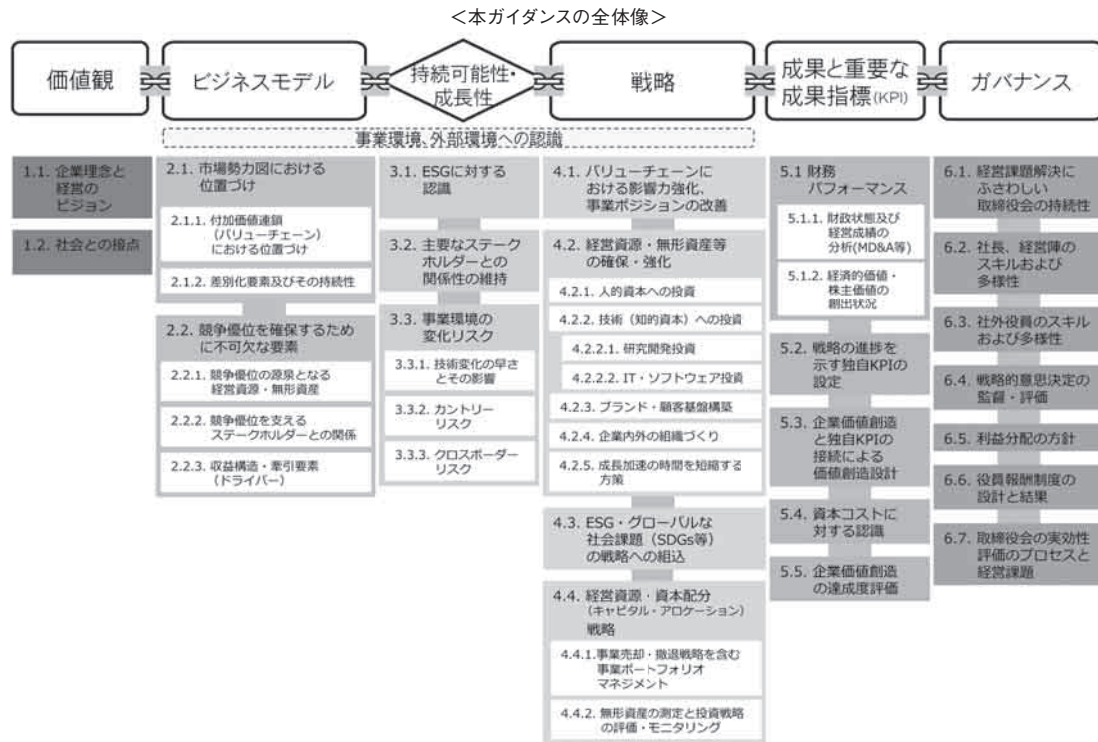 ＜本ガイダンスの全体像＞
価値観
ビジネスモデル
持続可能性・
成長性
戦略
成果と重要な
成果指標(KPI)
ガバナンス
事業環境、外部環境への認識
1.1. 企業理念と
経営の
ビジョン
1.2. 社会との接点
2.1. 市場勢力図における
位置づけ
2.1.1. 付加価値連鎖
（バリューチェーン）
における位置づけ
2.1.2. 差別化要素及びその持続性
2.2. 競争優位を確保するため
に不可欠な要素
2.2.1. 競争優位の源泉となる
経営資源・無形資産
2.2.2. 競争優位を支える
ステークホルダーとの関係
2.2.3. 収益構造・牽引要素
（ドライバー）
3.1. ESGに対する
認識
3.2. 主要なステーク
ホルダーとの
関係性の維持
3.3. 事業環境の
変化リスク
3.3.1. 技術変化の早さ
とその影響
3.3.2. カントリー
リスク
3.3.3. クロスボーダー
リスク
4.1. バリューチェーンに
おける影響力強化、
事業ポジションの改善
4.2. 経営資源・無形資産等
の確保・強化
4.2.1. 人的資本への投資
4.2.2. 技術（知的資本）への投資
4.2.2.1. 研究開発投資
4.2.2.2. IT・ソフトウェア投資
4.2.3. ブランド・顧客基盤構築
4.2.4. 企業内外の組織づくり
4.2.5. 成長加速の時間を短縮する
方策
4.3. ESG・グローバルな
社会課題（SDGs等）
の戦略への組込
4.4. 経営資源・資本配分
（キャピタル・アロケーション）
戦略
4.4.1.事業売却・撤退戦略を含む
事業ポートフォリオ
マネジメント
4.4.2. 無形資産の測定と投資戦略
の評価・モニタリング
5.1 財務
パフォーマンス
5.1.1. 財政状態及び
経営成績の
分析(MD&A等)
5.1.2. 経済的価値・
株主価値の
創出状況
5.2. 戦略の進捗を
示す独自KPIの
設定
5.3. 企業価値創造
と独自KPIの
接続による
価値創造設計
5.4. 資本コストに
対する認識
5.5. 企業価値創造
の達成度評価
6.1. 経営課題解決に
ふさわしい
取締役会の持続性
6.2. 社長、経営陣の
スキルおよび
多様性
6.3. 社外役員のスキル
および多様性
6.4. 戦略的意思決定の
監督・評価
6.5. 利益分配の方針
6.6. 役員報酬制度の
設計と結果
6.7. 取締役会の実効性
評価のプロセスと
経営課題